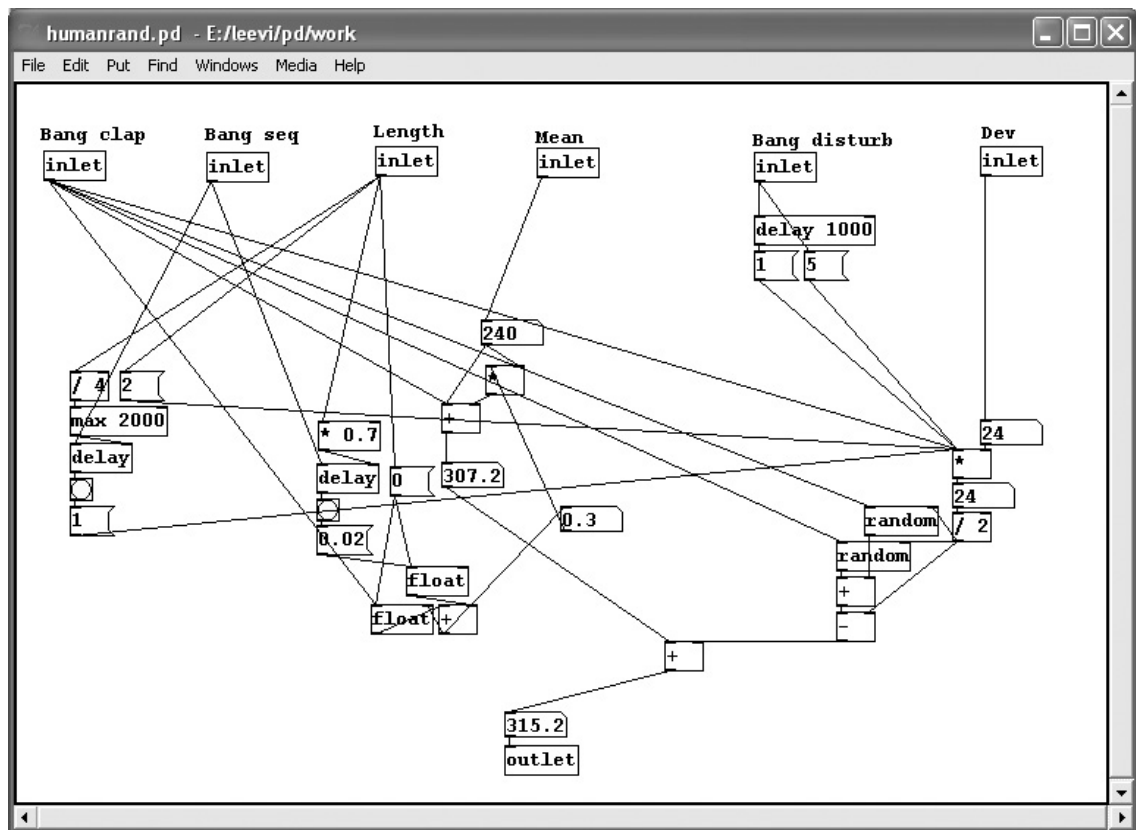 humanrand.pd - E:/leevi/pd/work
File Edit Put Find Windows Media Help
Bang clap
Bang seq
Length
Mean
Bang disturb
Dev
inlet
inlet
inlet
inlet
inlet
inlet
delay 1000
1
5
240
/ 4
2
*
max 2000
+
* 0.7
24
*
delay
delay
0
307.2
24
1
0.02
0.3
random
/ 2
random
float
+
float
+
-
+
315.2
outlet